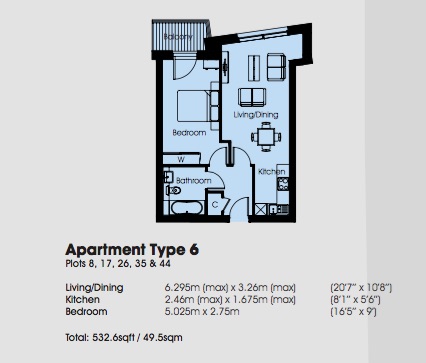 Balcony
Living/Dining
Bedroom
W
Kitchen
Bathroom
C
Apartment Type 6
Plots 8, 17, 26, 35 & 44
Living/Dining 6.295m (max) x 3.26m (max) (20'7" x 10'8")
Kitchen 2.46m (max) x 1.675m (max) (8'1" x 5'6")
Bedroom 5.025m x 2.75m (16'5" x 9')
Total: 532.6sqft / 49.5sqm